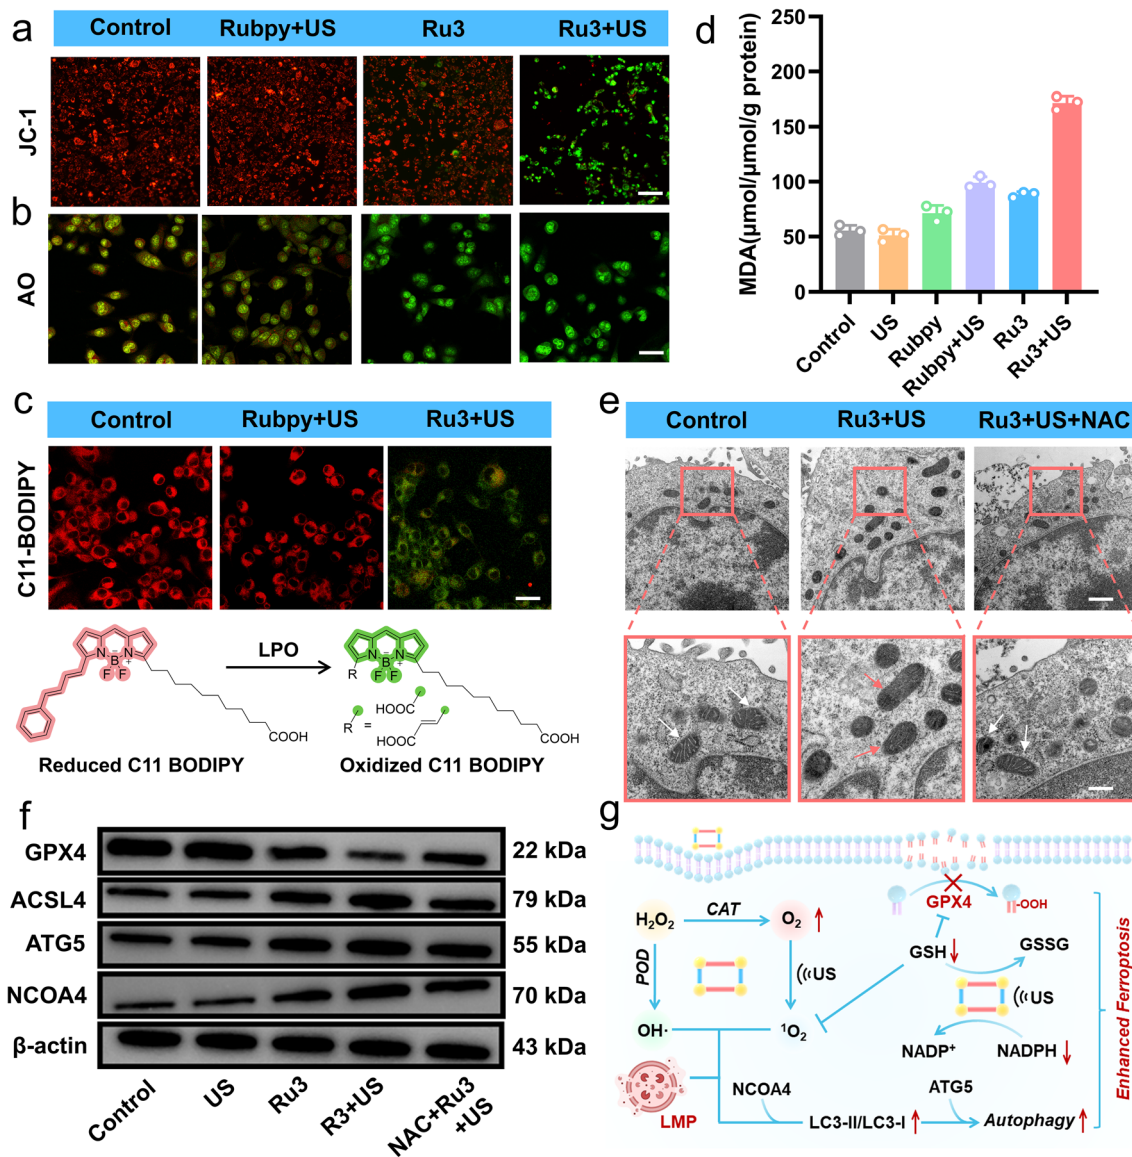 a
Control
Rubpy+US
Ru3
Ru3+US
JC-1
b
AO
d
MDA(μmol/μmol/g protein)
250
200
150
100
50
0
Control
US
Rubpy
Rubpy+US
Ru3
Ru3+US
c
Control
Rubpy+US
Ru3+US
C11-BODIPY
N
B
N
F
F
COOH
Reduced C11 BODIPY
LPO
R
N
B
N
F
F
R =
HOOC
HOOC
COOH
Oxidized C11 BODIPY
e
Control
Ru3+US
Ru3+US+NAC
f
GPX4
22 kDa
ACSL4
79 kDa
ATG5
55 kDa
NCOA4
70 kDa
β-actin
43 kDa
Control
US
Ru3
R3+US
NAC+Ru3
+US
g
H₂O₂
CAT
O₂
GPX4
-OOH
POD
US
GSH
GSSG
US
OH·
¹O₂
NADP⁺
NADPH
LMP
NCOA4
ATG5
LC3-II/LC3-I
Autophagy
Enhanced Ferroptosis